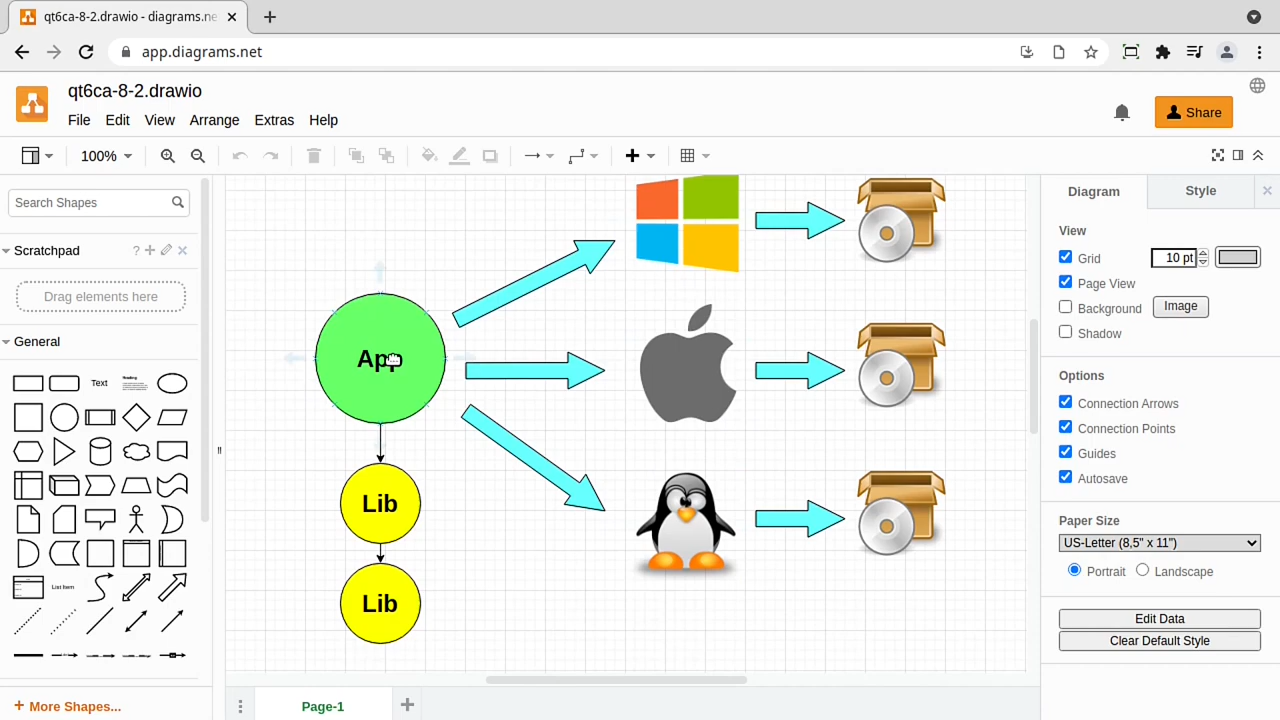 qt6ca-8-2.drawio - diagrams.ne
app.diagrams.net
qt6ca-8-2.drawio
File Edit View Arrange Extras Help
Share
100%
Search Shapes
Scratchpad
?
Drag elements here
General
Text
Heading
List Item
More Shapes...
App
Lib
Lib
Page-1
Diagram Style
View
Grid 10 pt
Page View
Background Image
Shadow
Options
Connection Arrows
Connection Points
Guides
Autosave
Paper Size
US-Letter (8,5" x 11")
Portrait Landscape
Edit Data
Clear Default Style